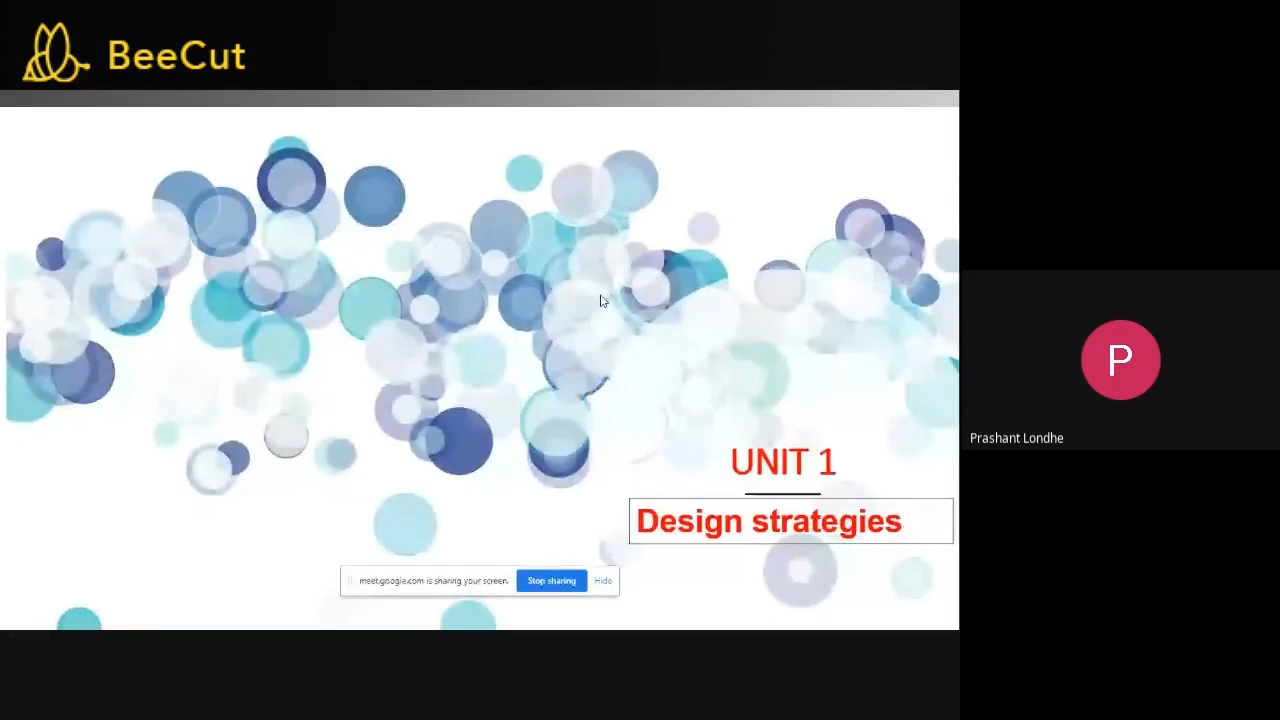 BeeCut
UNIT 1
Design strategies
meet.google.com is sharing your screen.
Stop sharing
Hide
P
Prashant Londhe